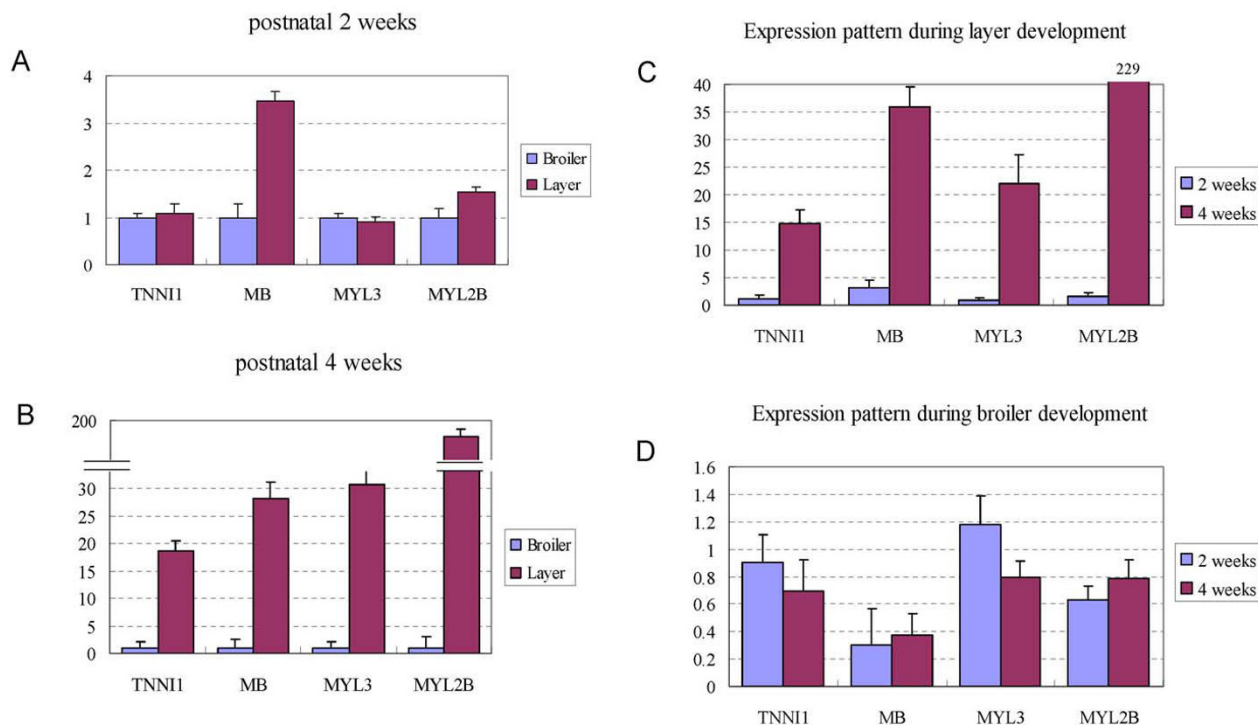 postnatal 2 weeks
A
4
3
2
1
0
TNNI1 MB MYL3 MYL2B
Broiler
Layer
postnatal 4 weeks
B
200
30
25
20
15
10
5
0
TNNI1 MB MYL3 MYL2B
Broiler
Layer
Expression pattern during layer development
C
229
40
35
30
25
20
15
10
5
0
TNNI1 MB MYL3 MYL2B
2 weeks
4 weeks
Expression pattern during broiler development
D
1.6
1.4
1.2
1
0.8
0.6
0.4
0.2
0
TNNI1 MB MYL3 MYL2B
2 weeks
4 weeks